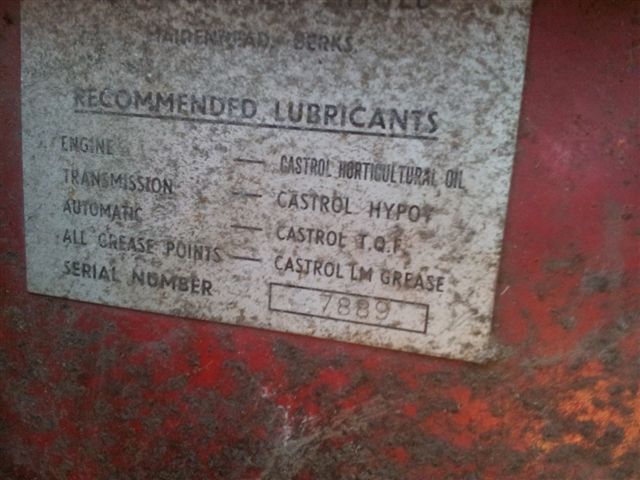 MAIDENHEAD, BERKS.
RECOMMENDED LUBRICANTS
ENGINE — CASTROL HORTICULTURAL OIL
TRANSMISSION — CASTROL HYPOY
AUTOMATIC — CASTROL T.Q.F.
ALL GREASE POINTS — CASTROL LM GREASE
SERIAL NUMBER 7889